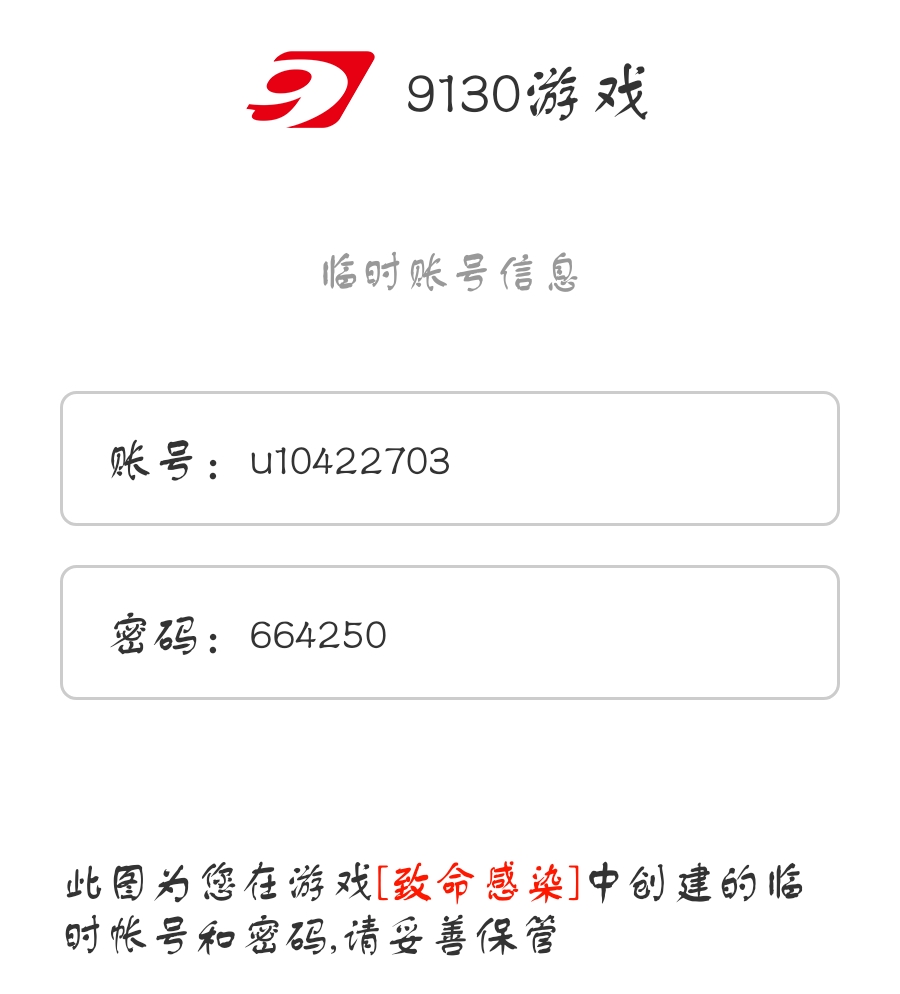 9130游戏
临时账号信息
账号：u10422703
密码：664250
此图为您在游戏[致命感染]中创建的临
时帐号和密码,请妥善保管